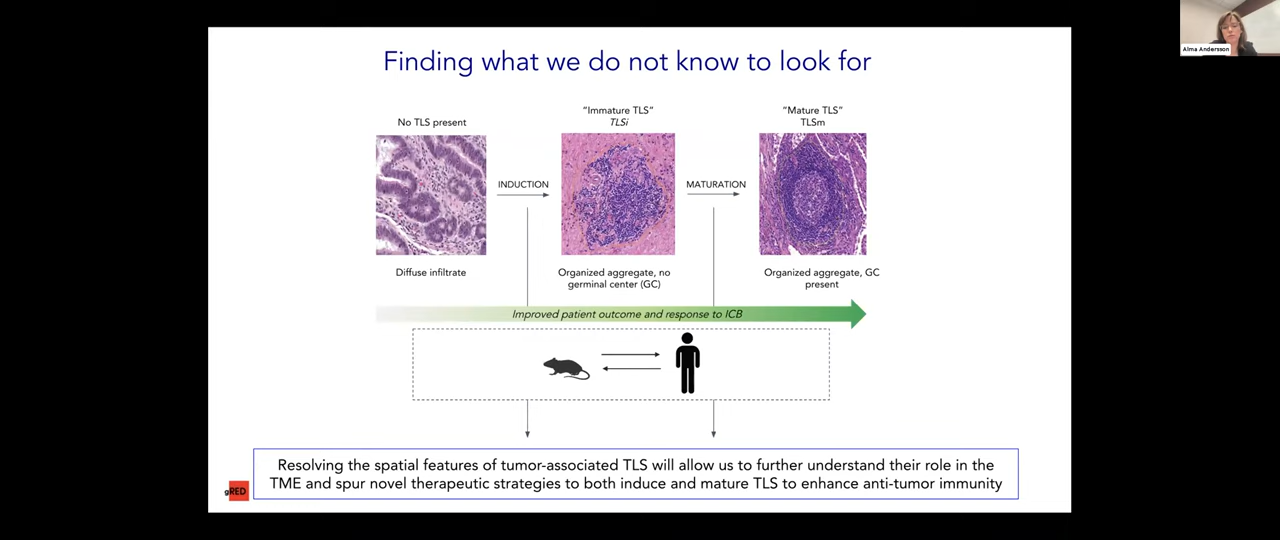 Finding what we do not know to look for
No TLS present
"Immature TLS"
TLSi
"Mature TLS"
TLSm
INDUCTION
MATURATION
Diffuse infiltrate
Organized aggregate, no
germinal center (GC)
Organized aggregate, GC
present
Improved patient outcome and response to ICB
Resolving the spatial features of tumor-associated TLS will allow us to further understand their role in the
TME and spur novel therapeutic strategies to both induce and mature TLS to enhance anti-tumor immunity
gRED
Alma Andersson